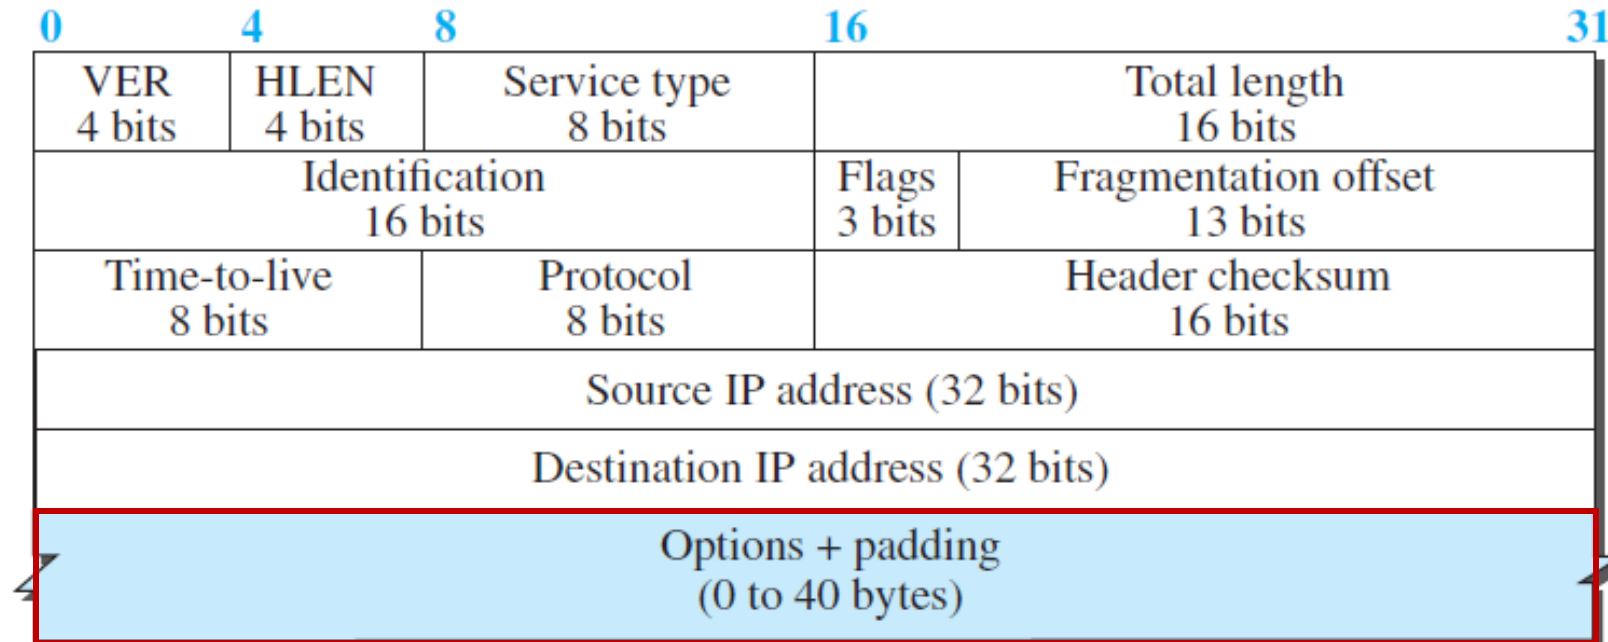 0 4 8 16 31
VER HLEN Service type Total length
4 bits 4 bits 8 bits 16 bits
Identification Flags Fragmentation offset
16 bits 3 bits 13 bits
Time-to-live Protocol Header checksum
8 bits 8 bits 16 bits
Source IP address (32 bits)
Destination IP address (32 bits)
Options + padding
(0 to 40 bytes)